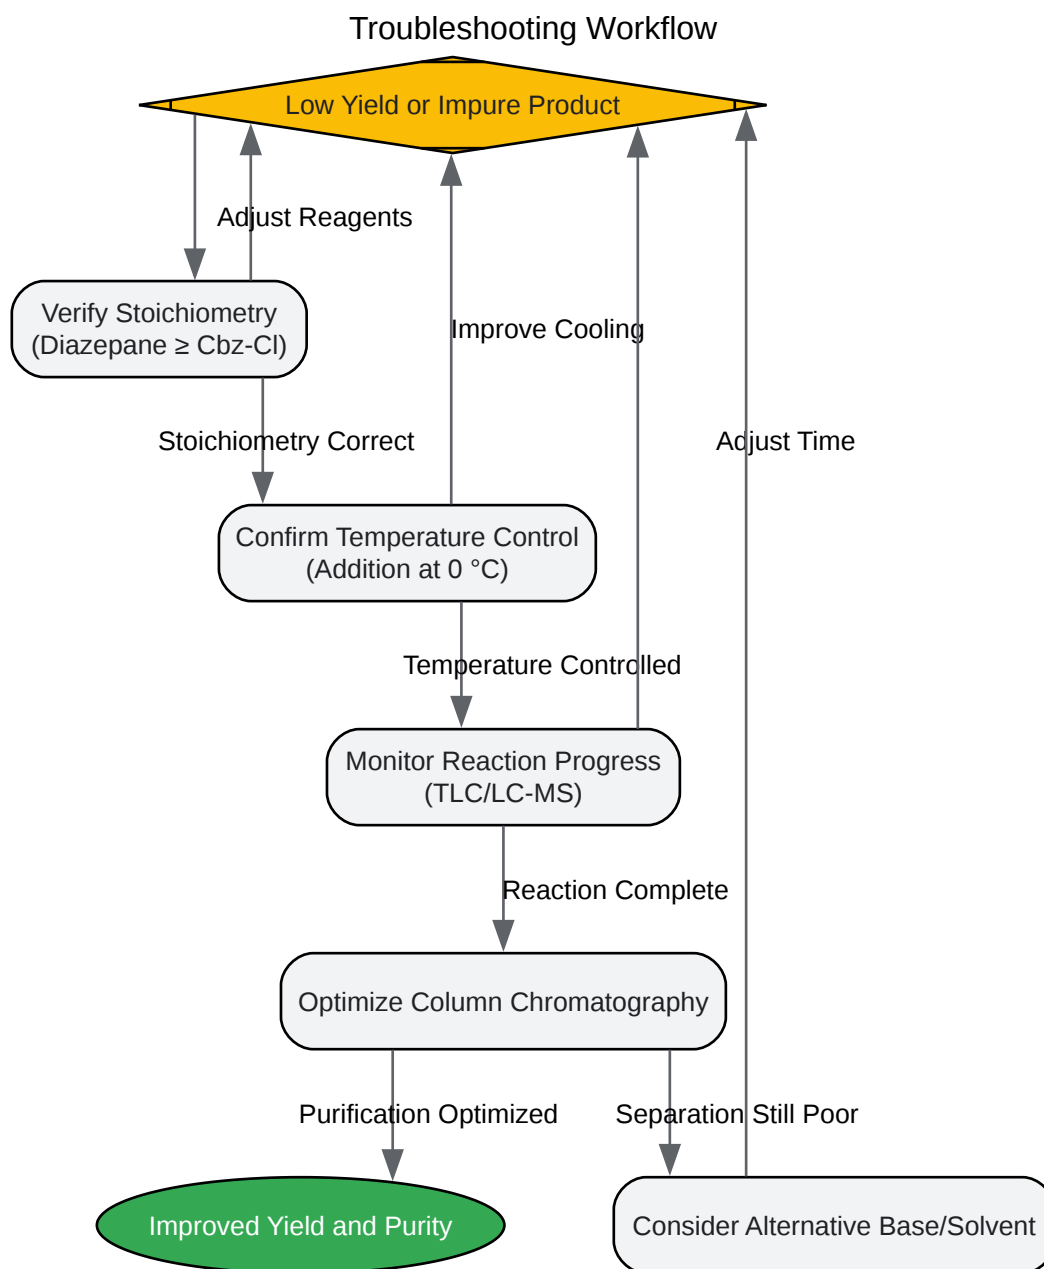 Troubleshooting Workflow
Low Yield or Impure Product
Adjust Reagents
Verify Stoichiometry
(Diazepane ≥ Cbz-Cl)
Improve Cooling
Stoichiometry Correct
Adjust Time
Confirm Temperature Control
(Addition at 0 °C)
Temperature Controlled
Monitor Reaction Progress
(TLC/LC-MS)
Reaction Complete
Optimize Column Chromatography
Purification Optimized
Separation Still Poor
Improved Yield and Purity
Consider Alternative Base/Solvent